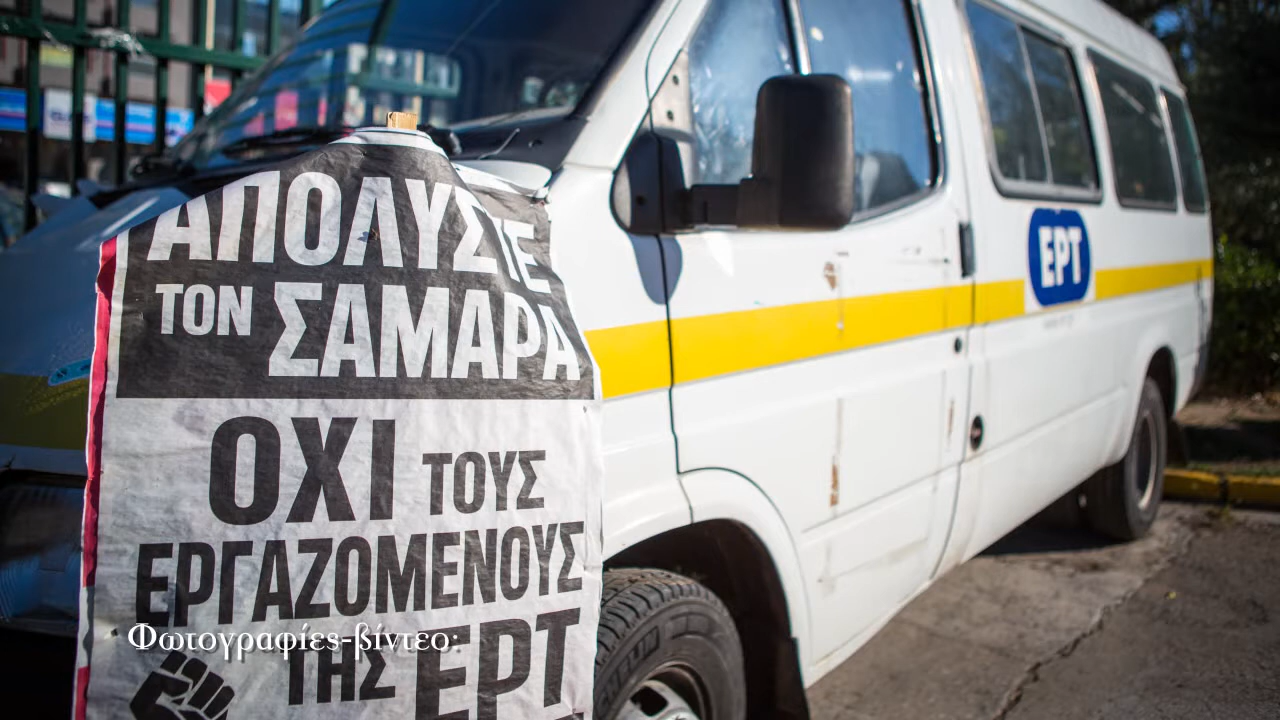 ΑΠΟΛΥΣΤΕ
ΤΟΝ ΣΑΜΑΡΑ
ΟΧΙ ΤΟΥΣ
ΕΡΓΑΖΟΜΕΝΟΥΣ
ΤΗΣ ΕΡΤ
Φωτογραφίες-βίντεο:
ΕΡΤ